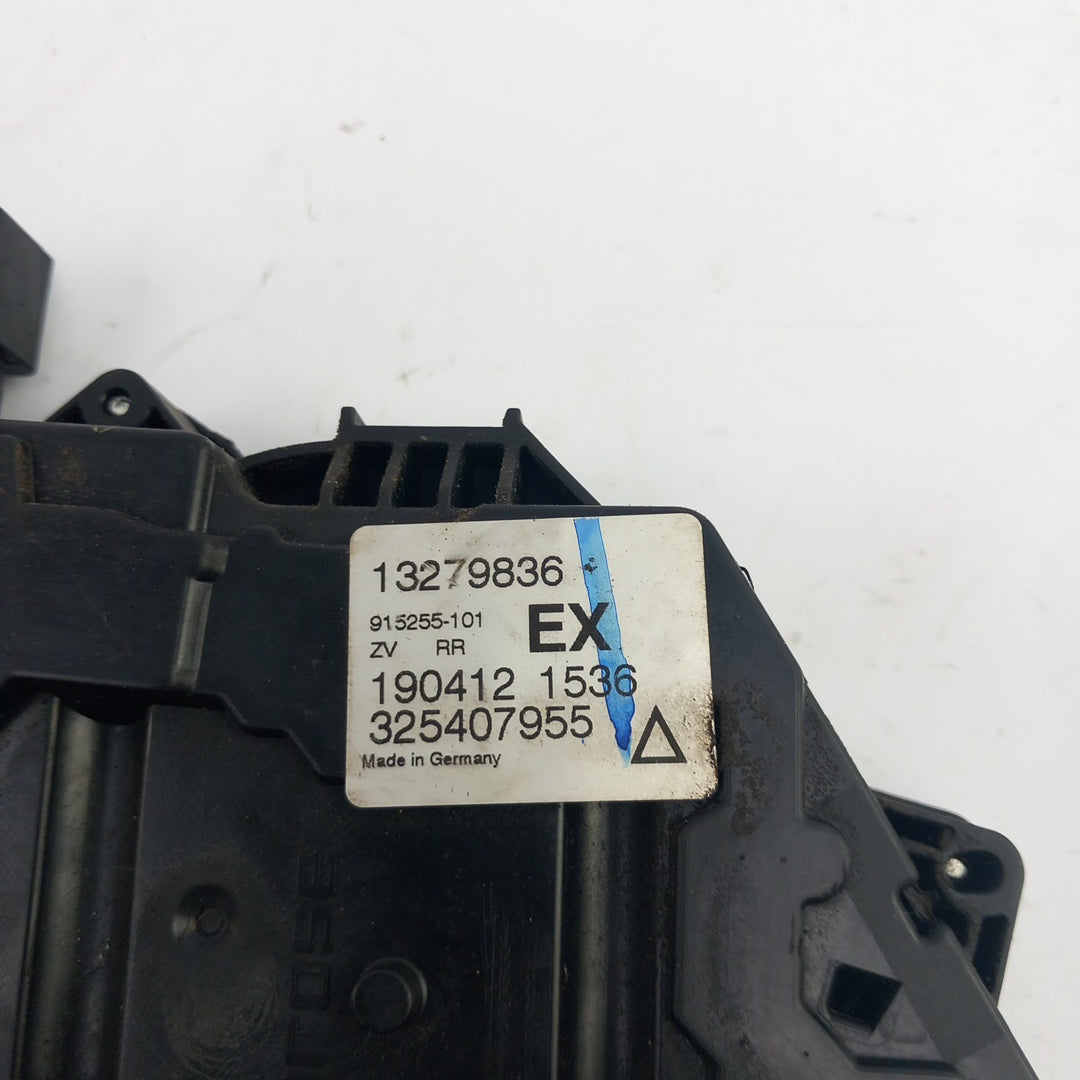 13279836
915255-101
ZV RR EX
190412 1536
325407955
Made in Germany